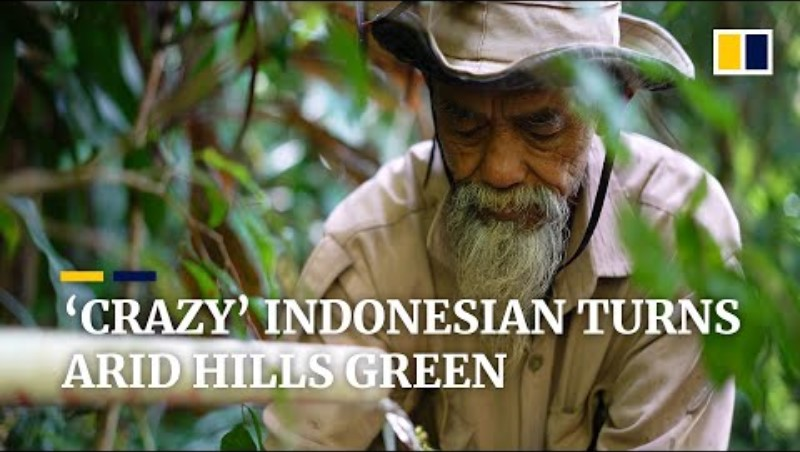 ‘CRAZY’ INDONESIAN TURNS
ARID HILLS GREEN